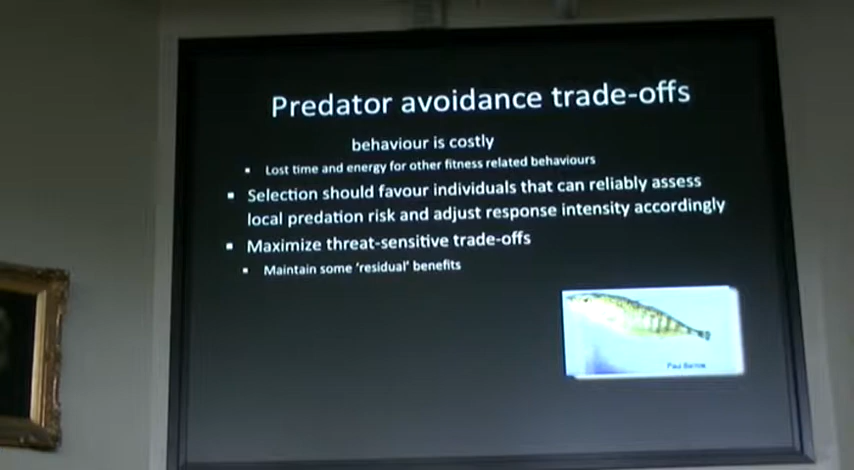 Predator avoidance trade-offs
behaviour is costly
▪ Lost time and energy for other fitness related behaviours
▪ Selection should favour individuals that can reliably assess
local predation risk and adjust response intensity accordingly
▪ Maximize threat-sensitive trade-offs
▪ Maintain some 'residual' benefits
Paul